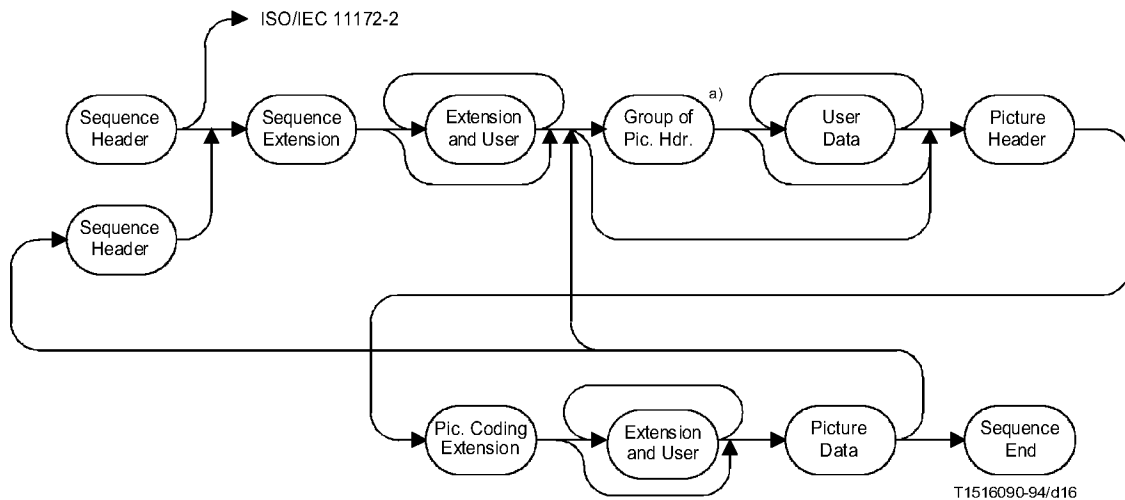 ISO/IEC 11172-2
Sequence
Header
Sequence
Extension
Extension
and User
Group of
Pic. Hdr.
a)
User
Data
Picture
Header
Sequence
Header
Pic. Coding
Extension
Extension
and User
Picture
Data
Sequence
End
T1516090-94/d16